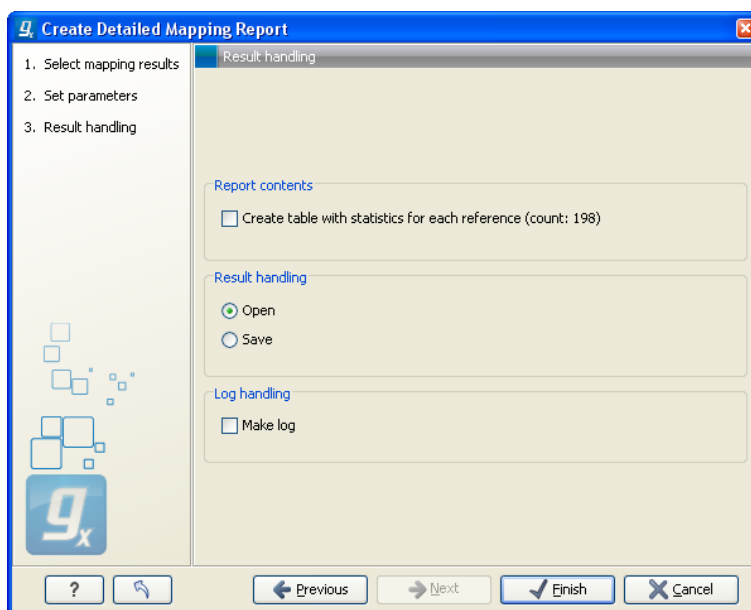 gx Create Detailed Mapping Report
1. Select mapping results
2. Set parameters
3. Result handling
Result handling
Report contents
Create table with statistics for each reference (count: 198)
Result handling
Open
Save
Log handling
Make log
gx
?
Previous
Next
Finish
Cancel